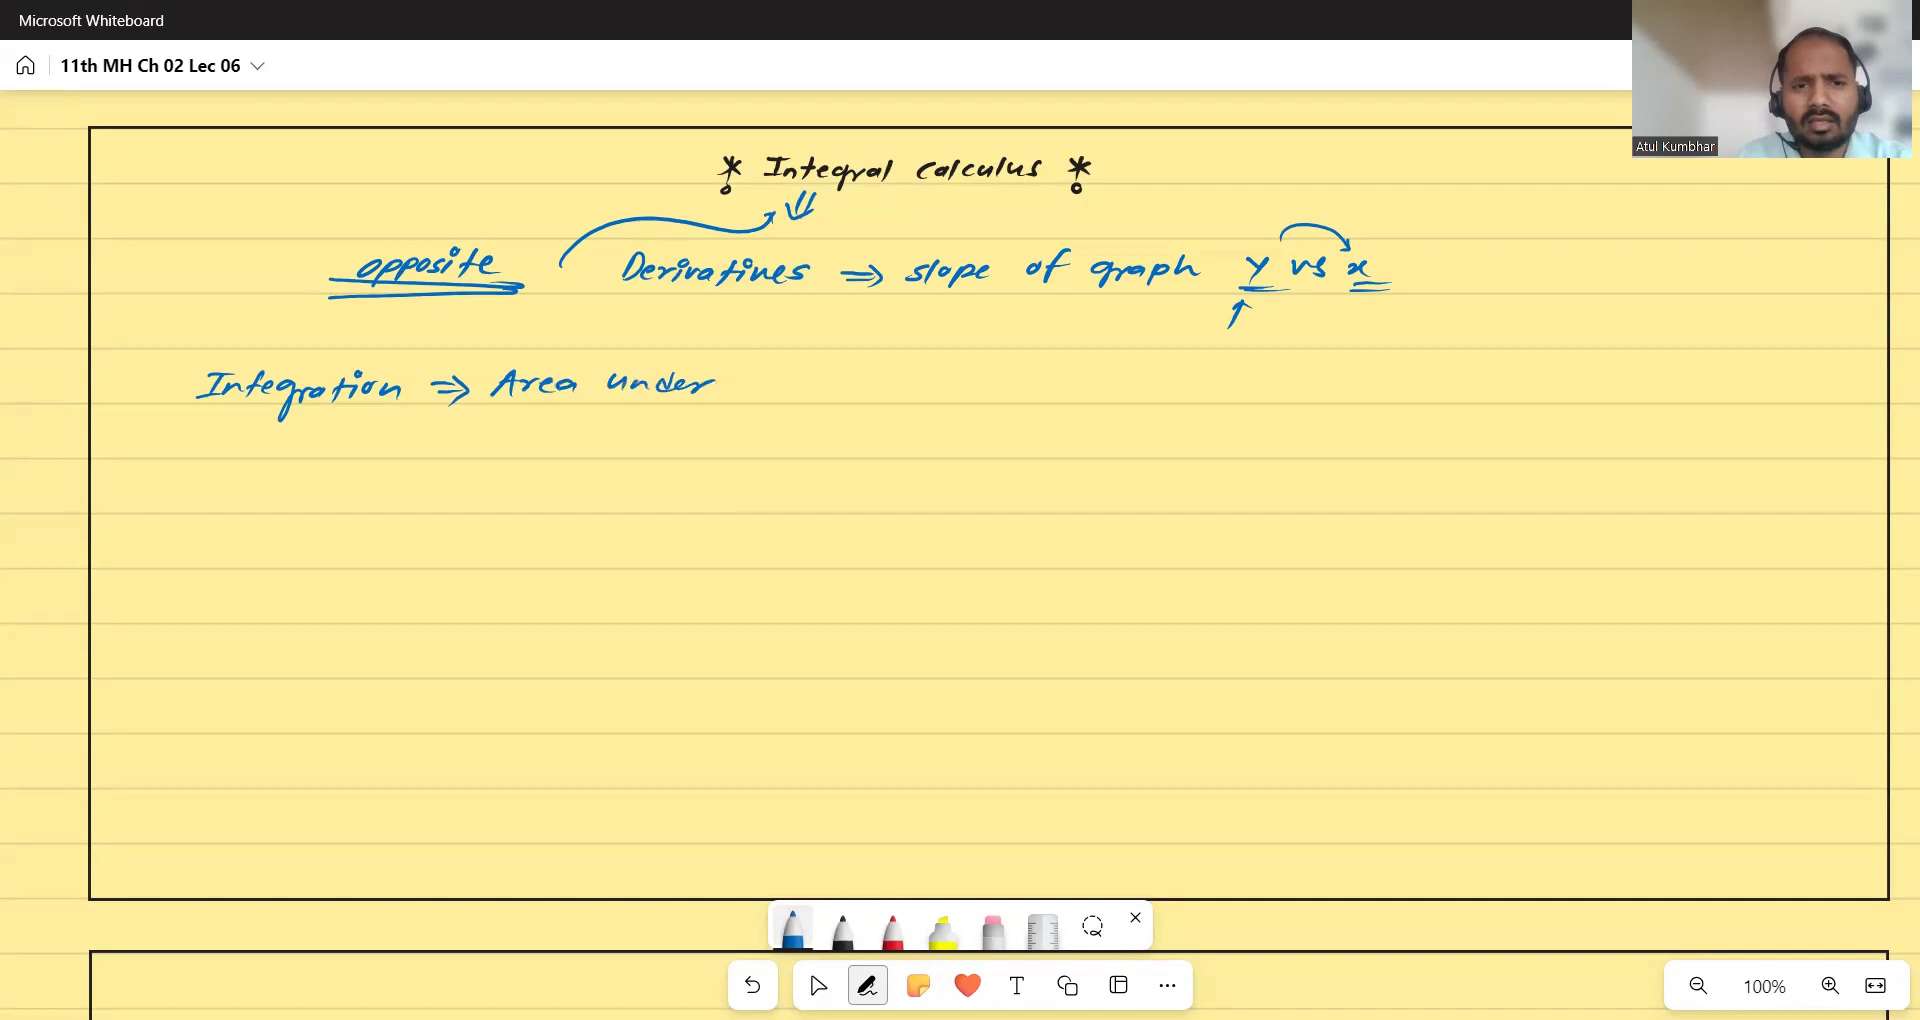 Microsoft Whiteboard
11th MH Ch 02 Lec 06
Atul Kumbhar
* Integral calculus *
opposite Derivatives ⇒ slope of graph y vs x
Integration ⇒ Area under
100%